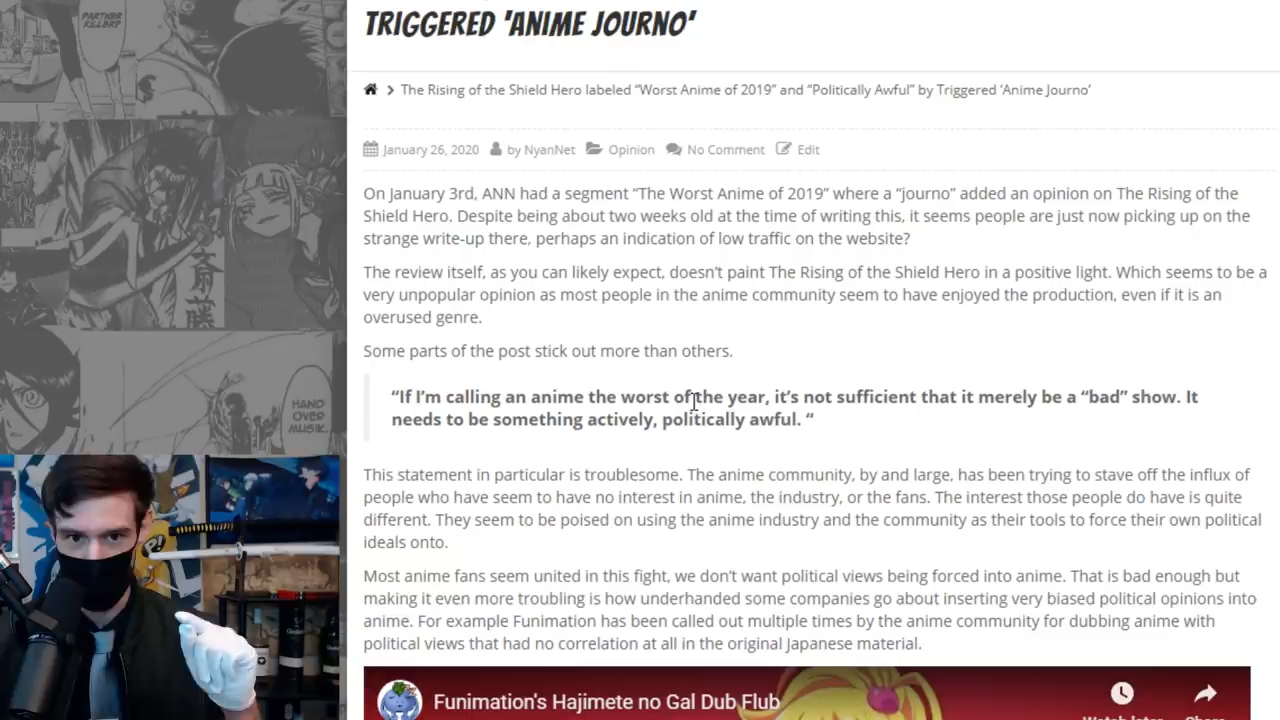 TRIGGERED 'ANIME JOURNO'
The Rising of the Shield Hero labeled “Worst Anime of 2019” and “Politically Awful” by Triggered ‘Anime Journo’
January 26, 2020 by NyanNet Opinion No Comment Edit
On January 3rd, ANN had a segment “The Worst Anime of 2019” where a “journo” added an opinion on The Rising of the
Shield Hero. Despite being about two weeks old at the time of writing this, it seems people are just now picking up on the
strange write-up there, perhaps an indication of low traffic on the website?
The review itself, as you can likely expect, doesn’t paint The Rising of the Shield Hero in a positive light. Which seems to be a
very unpopular opinion as most people in the anime community seem to have enjoyed the production, even if it is an
overused genre.
Some parts of the post stick out more than others.
“If I’m calling an anime the worst of the year, it’s not sufficient that it merely be a “bad” show. It
needs to be something actively, politically awful. “
This statement in particular is troublesome. The anime community, by and large, has been trying to stave off the influx of
people who have seem to have no interest in anime, the industry, or the fans. The interest those people do have is quite
different. They seem to be poised on using the anime industry and the community as their tools to force their own political
ideals onto.
Most anime fans seem united in this fight, we don’t want political views being forced into anime. That is bad enough but
making it even more troubling is how underhanded some companies go about inserting very biased political opinions into
anime. For example Funimation has been called out multiple times by the anime community for dubbing anime with
political views that had no correlation at all in the original Japanese material.
Funimation's Hajimete no Gal Dub Flub
PARTNER
KILLER?
斎
藤
HAND
OVER
MUSIK.